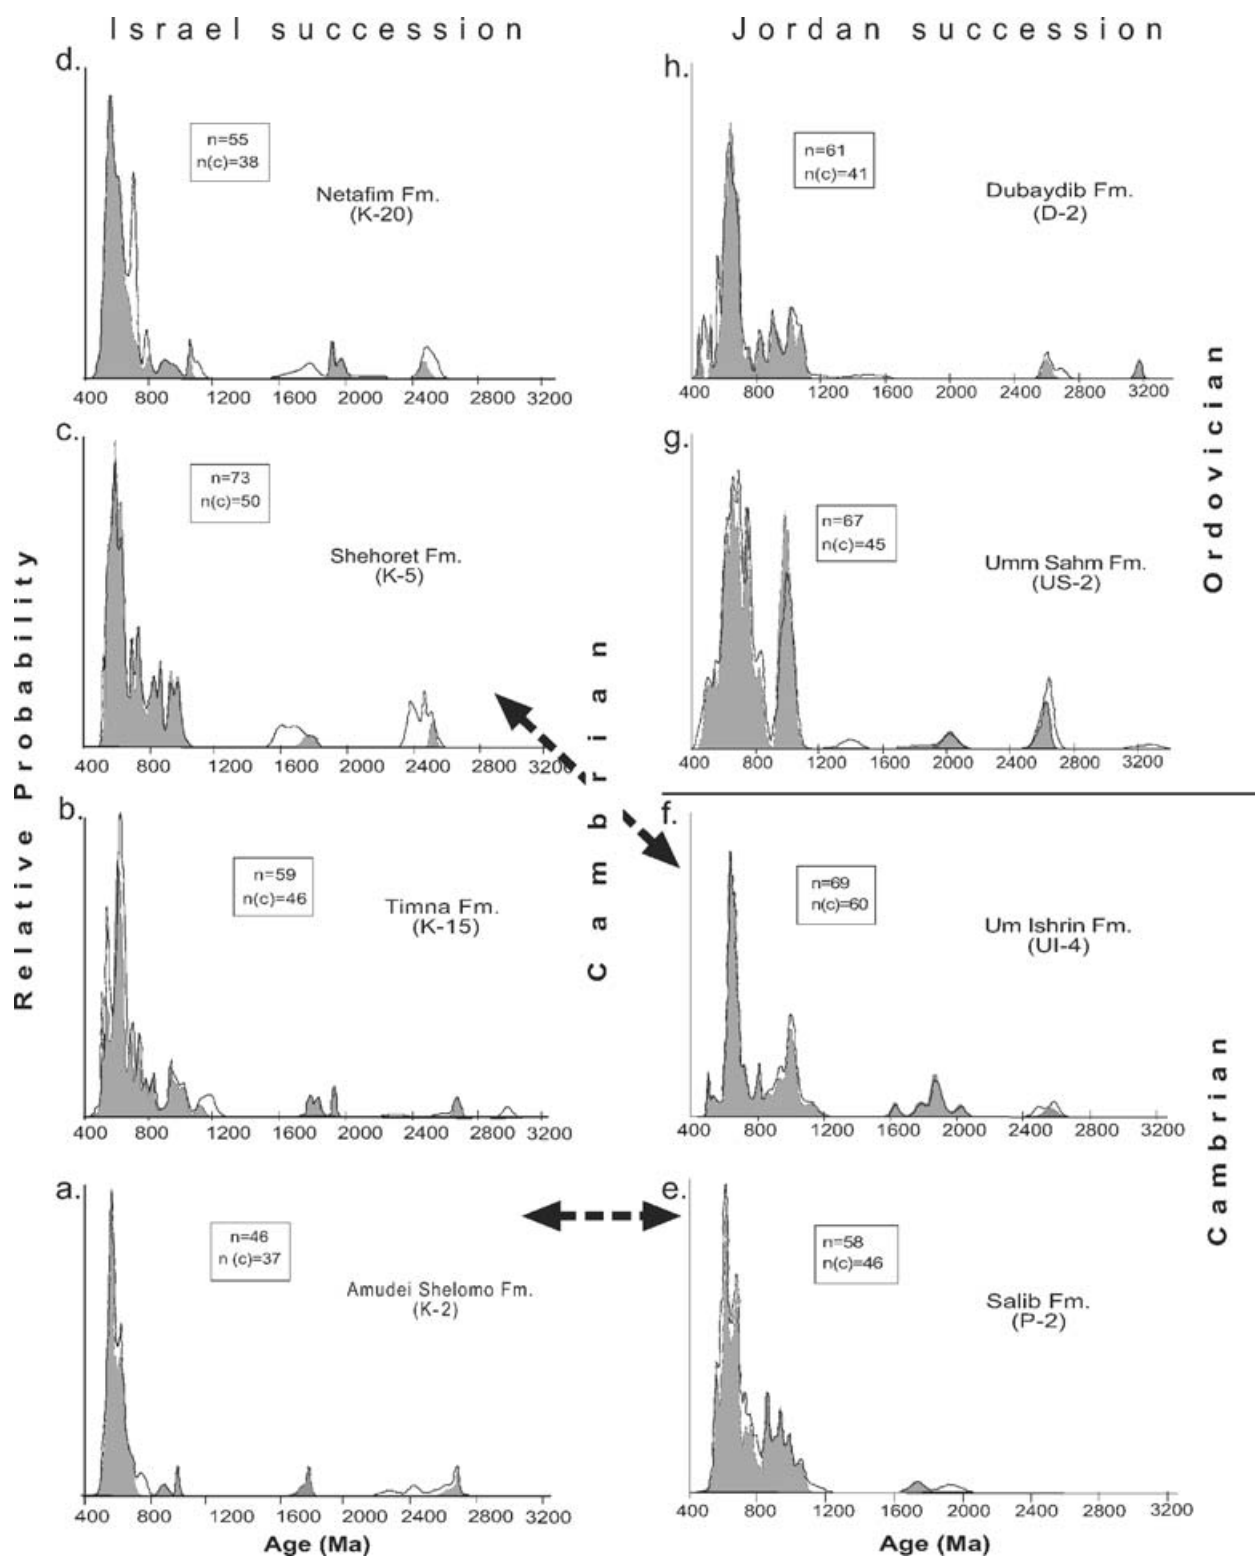 Israel succession
Jordan succession
d.
n=55
n(c)=38
Netafim Fm.
(K-20)
400 800 1200 1600 2000 2400 2800 3200
h.
n=61
n(c)=41
Dubaydib Fm.
(D-2)
400 800 1200 1600 2000 2400 2800 3200
c.
n=73
n(c)=50
Shehoret Fm.
(K-5)
400 800 1200 1600 2000 2400 2800 3200
g.
n=67
n(c)=45
Umm Sahm Fm.
(US-2)
400 800 1200 1600 2000 2400 2800 3200
b.
n=59
n(c)=46
Timna Fm.
(K-15)
400 800 1200 1600 2000 2400 2800 3200
f.
n=69
n(c)=60
Um Ishrin Fm.
(UI-4)
400 800 1200 1600 2000 2400 2800 3200
a.
n=46
n (c)=37
Amudei Shelomo Fm.
(K-2)
400 800 1200 1600 2000 2400 2800 3200
Age (Ma)
e.
n=58
n(c)=46
Salib Fm.
(P-2)
400 800 1200 1600 2000 2400 2800 3200
Age (Ma)
Relative Probability
Cambrian
Ordovician
Cambrian